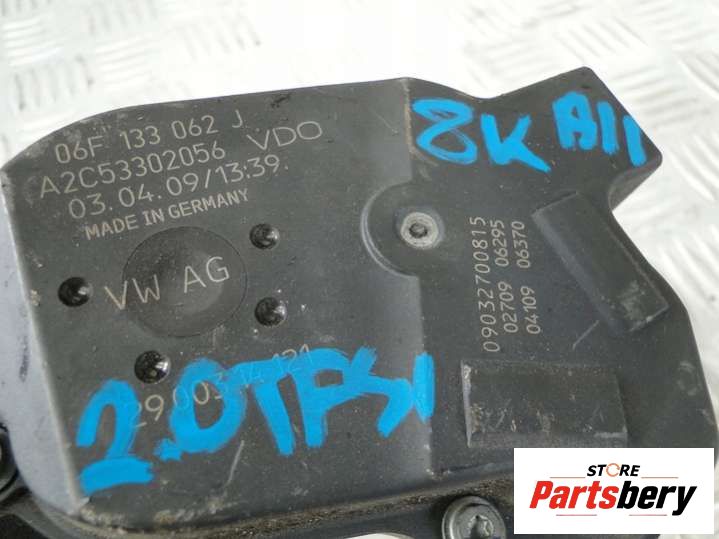 06F 133 062 J
A2C53302056 VDO
03.04.09/13:39.
MADE IN GERMANY
VW AG
8K A11
09032700815
02709 06295
04109 06370
2.0TFSI
STORE
Partsbery